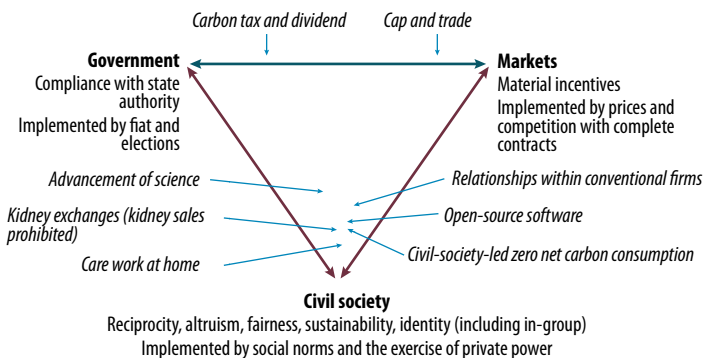 Carbon tax and dividend
Cap and trade
Government
Compliance with state
authority
Implemented by fiat and
elections
Markets
Material incentives
Implemented by prices and
competition with complete
contracts
Advancement of science
Kidney exchanges (kidney sales
prohibited)
Care work at home
Relationships within conventional firms
Open-source software
Civil-society-led zero net carbon consumption
Civil society
Reciprocity, altruism, fairness, sustainability, identity (including in-group)
Implemented by social norms and the exercise of private power